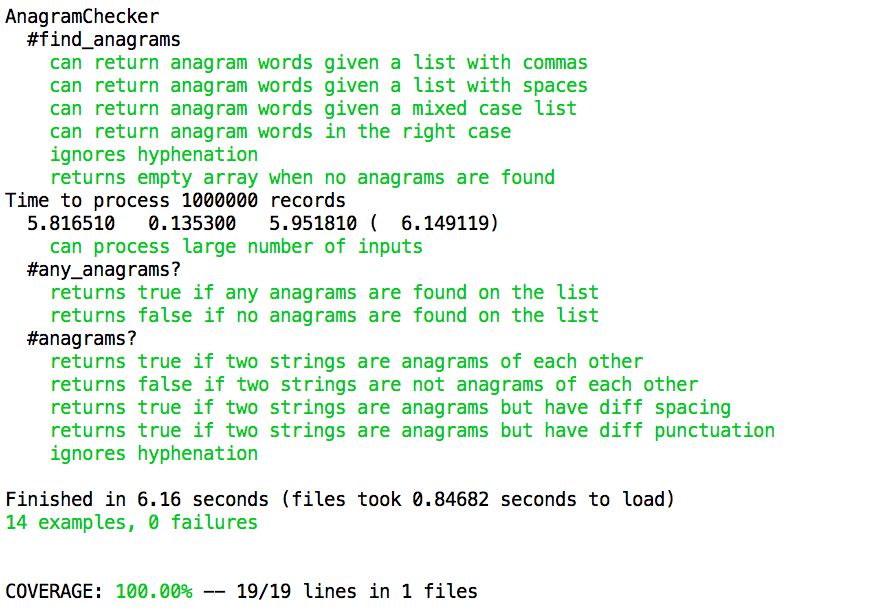 AnagramChecker
  #find_anagrams
    can return anagram words given a list with commas
    can return anagram words given a list with spaces
    can return anagram words given a mixed case list
    can return anagram words in the right case
    ignores hyphenation
    returns empty array when no anagrams are found
Time to process 1000000 records
  5.816510   0.135300   5.951810 (  6.149119)
    can process large number of inputs
  #any_anagrams?
    returns true if any anagrams are found on the list
    returns false if no anagrams are found on the list
  #anagrams?
    returns true if two strings are anagrams of each other
    returns false if two strings are not anagrams of each other
    returns true if two strings are anagrams but have diff spacing
    returns true if two strings are anagrams but have diff punctuation
    ignores hyphenation

Finished in 6.16 seconds (files took 0.84682 seconds to load)
14 examples, 0 failures


COVERAGE: 100.00% -- 19/19 lines in 1 files